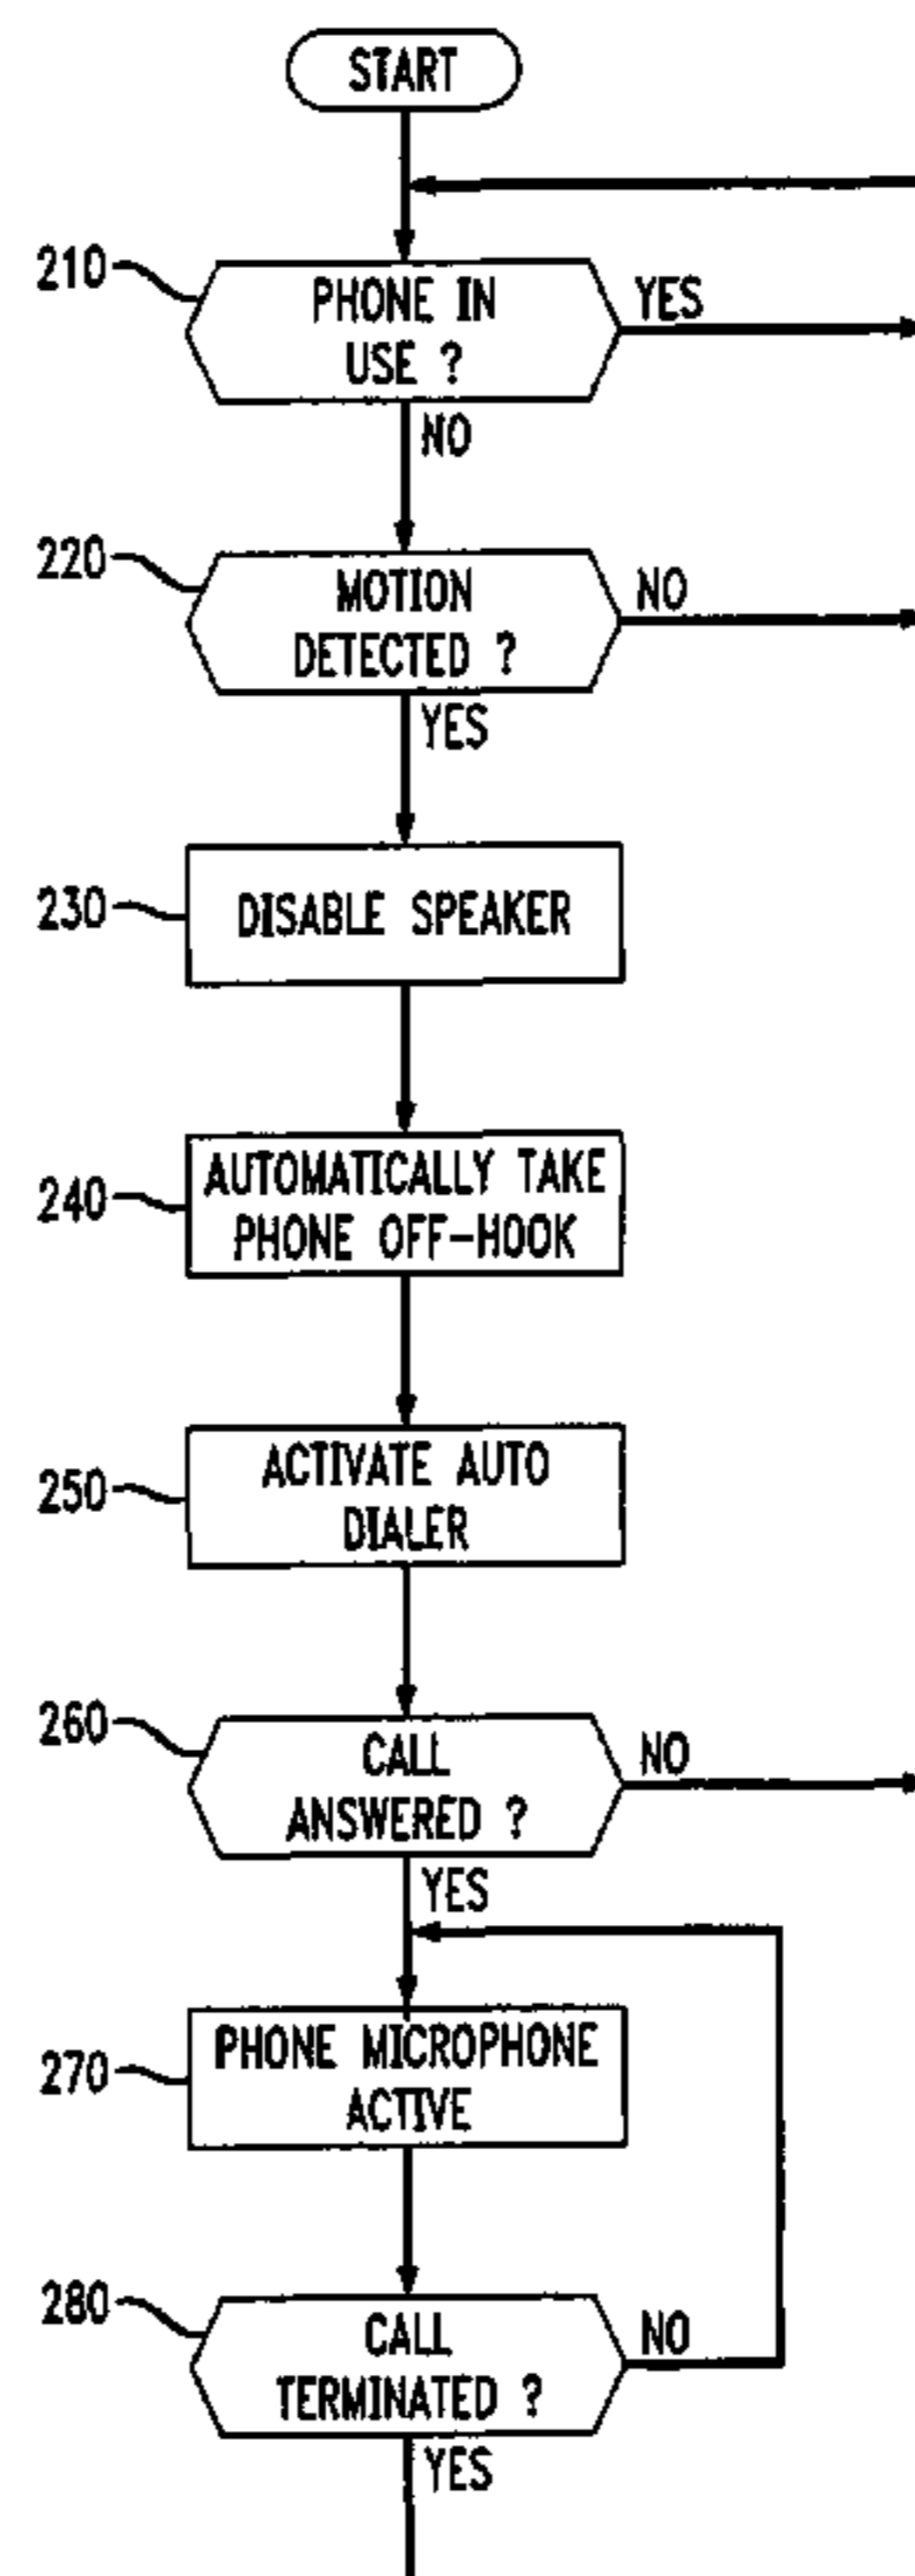 START
210
PHONE IN
USE ?
YES
NO
220
MOTION
DETECTED ?
NO
YES
230
DISABLE SPEAKER
240
AUTOMATICALLY TAKE
PHONE OFF-HOOK
250
ACTIVATE AUTO
DIALER
260
CALL
ANSWERED ?
NO
YES
270
PHONE MICROPHONE
ACTIVE
280
CALL
TERMINATED ?
NO
YES